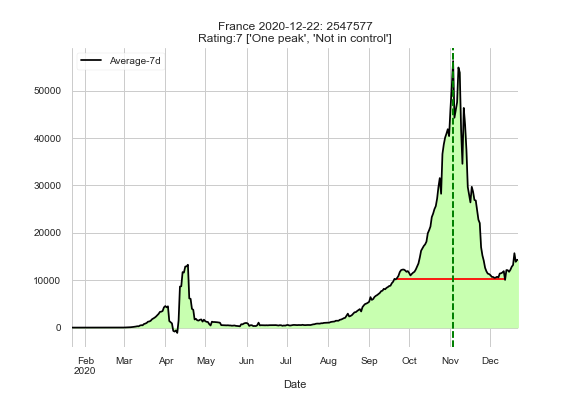 France 2020-12-22: 2547577
Rating:7 ['One peak', 'Not in control']
Average-7d
50000
40000
30000
20000
10000
0
Feb Mar Apr May Jun Jul Aug Sep Oct Nov Dec
2020
Date